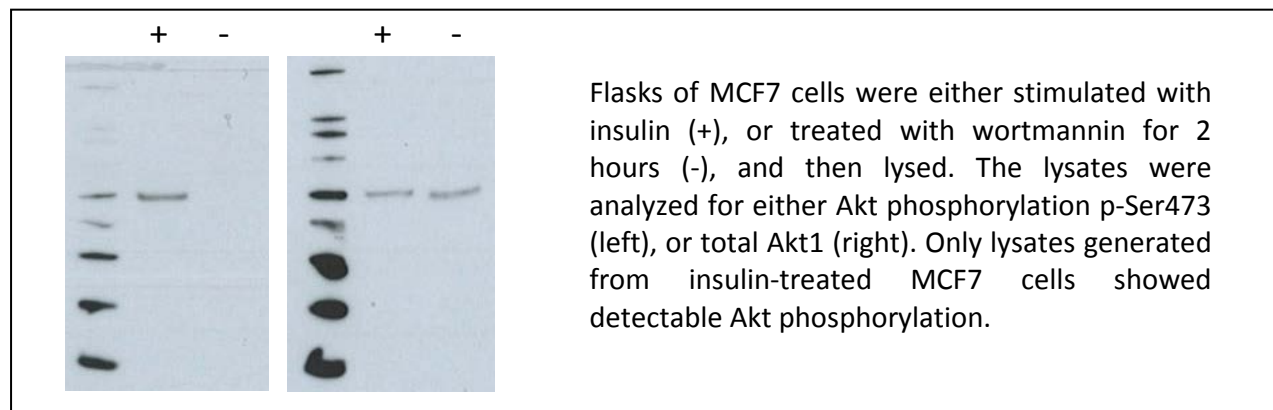 + -
+ -
Flasks of MCF7 cells were either stimulated with
insulin (+), or treated with wortmannin for 2
hours (-), and then lysed. The lysates were
analyzed for either Akt phosphorylation p-Ser473
(left), or total Akt1 (right). Only lysates generated
from insulin-treated MCF7 cells showed
detectable Akt phosphorylation.